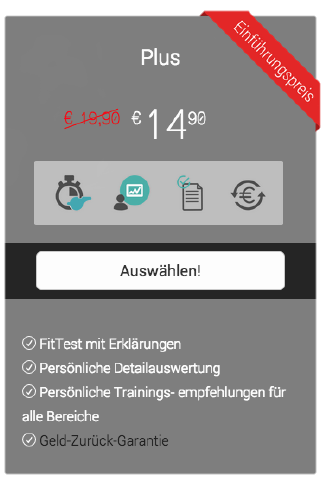 Einführungspreis
Plus
€ 19,90 € 14 90
Auswählen!
FitTest mit Erklärungen
Persönliche Detailauswertung
Persönliche Trainings- empfehlungen für
alle Bereiche
Geld-Zurück-Garantie